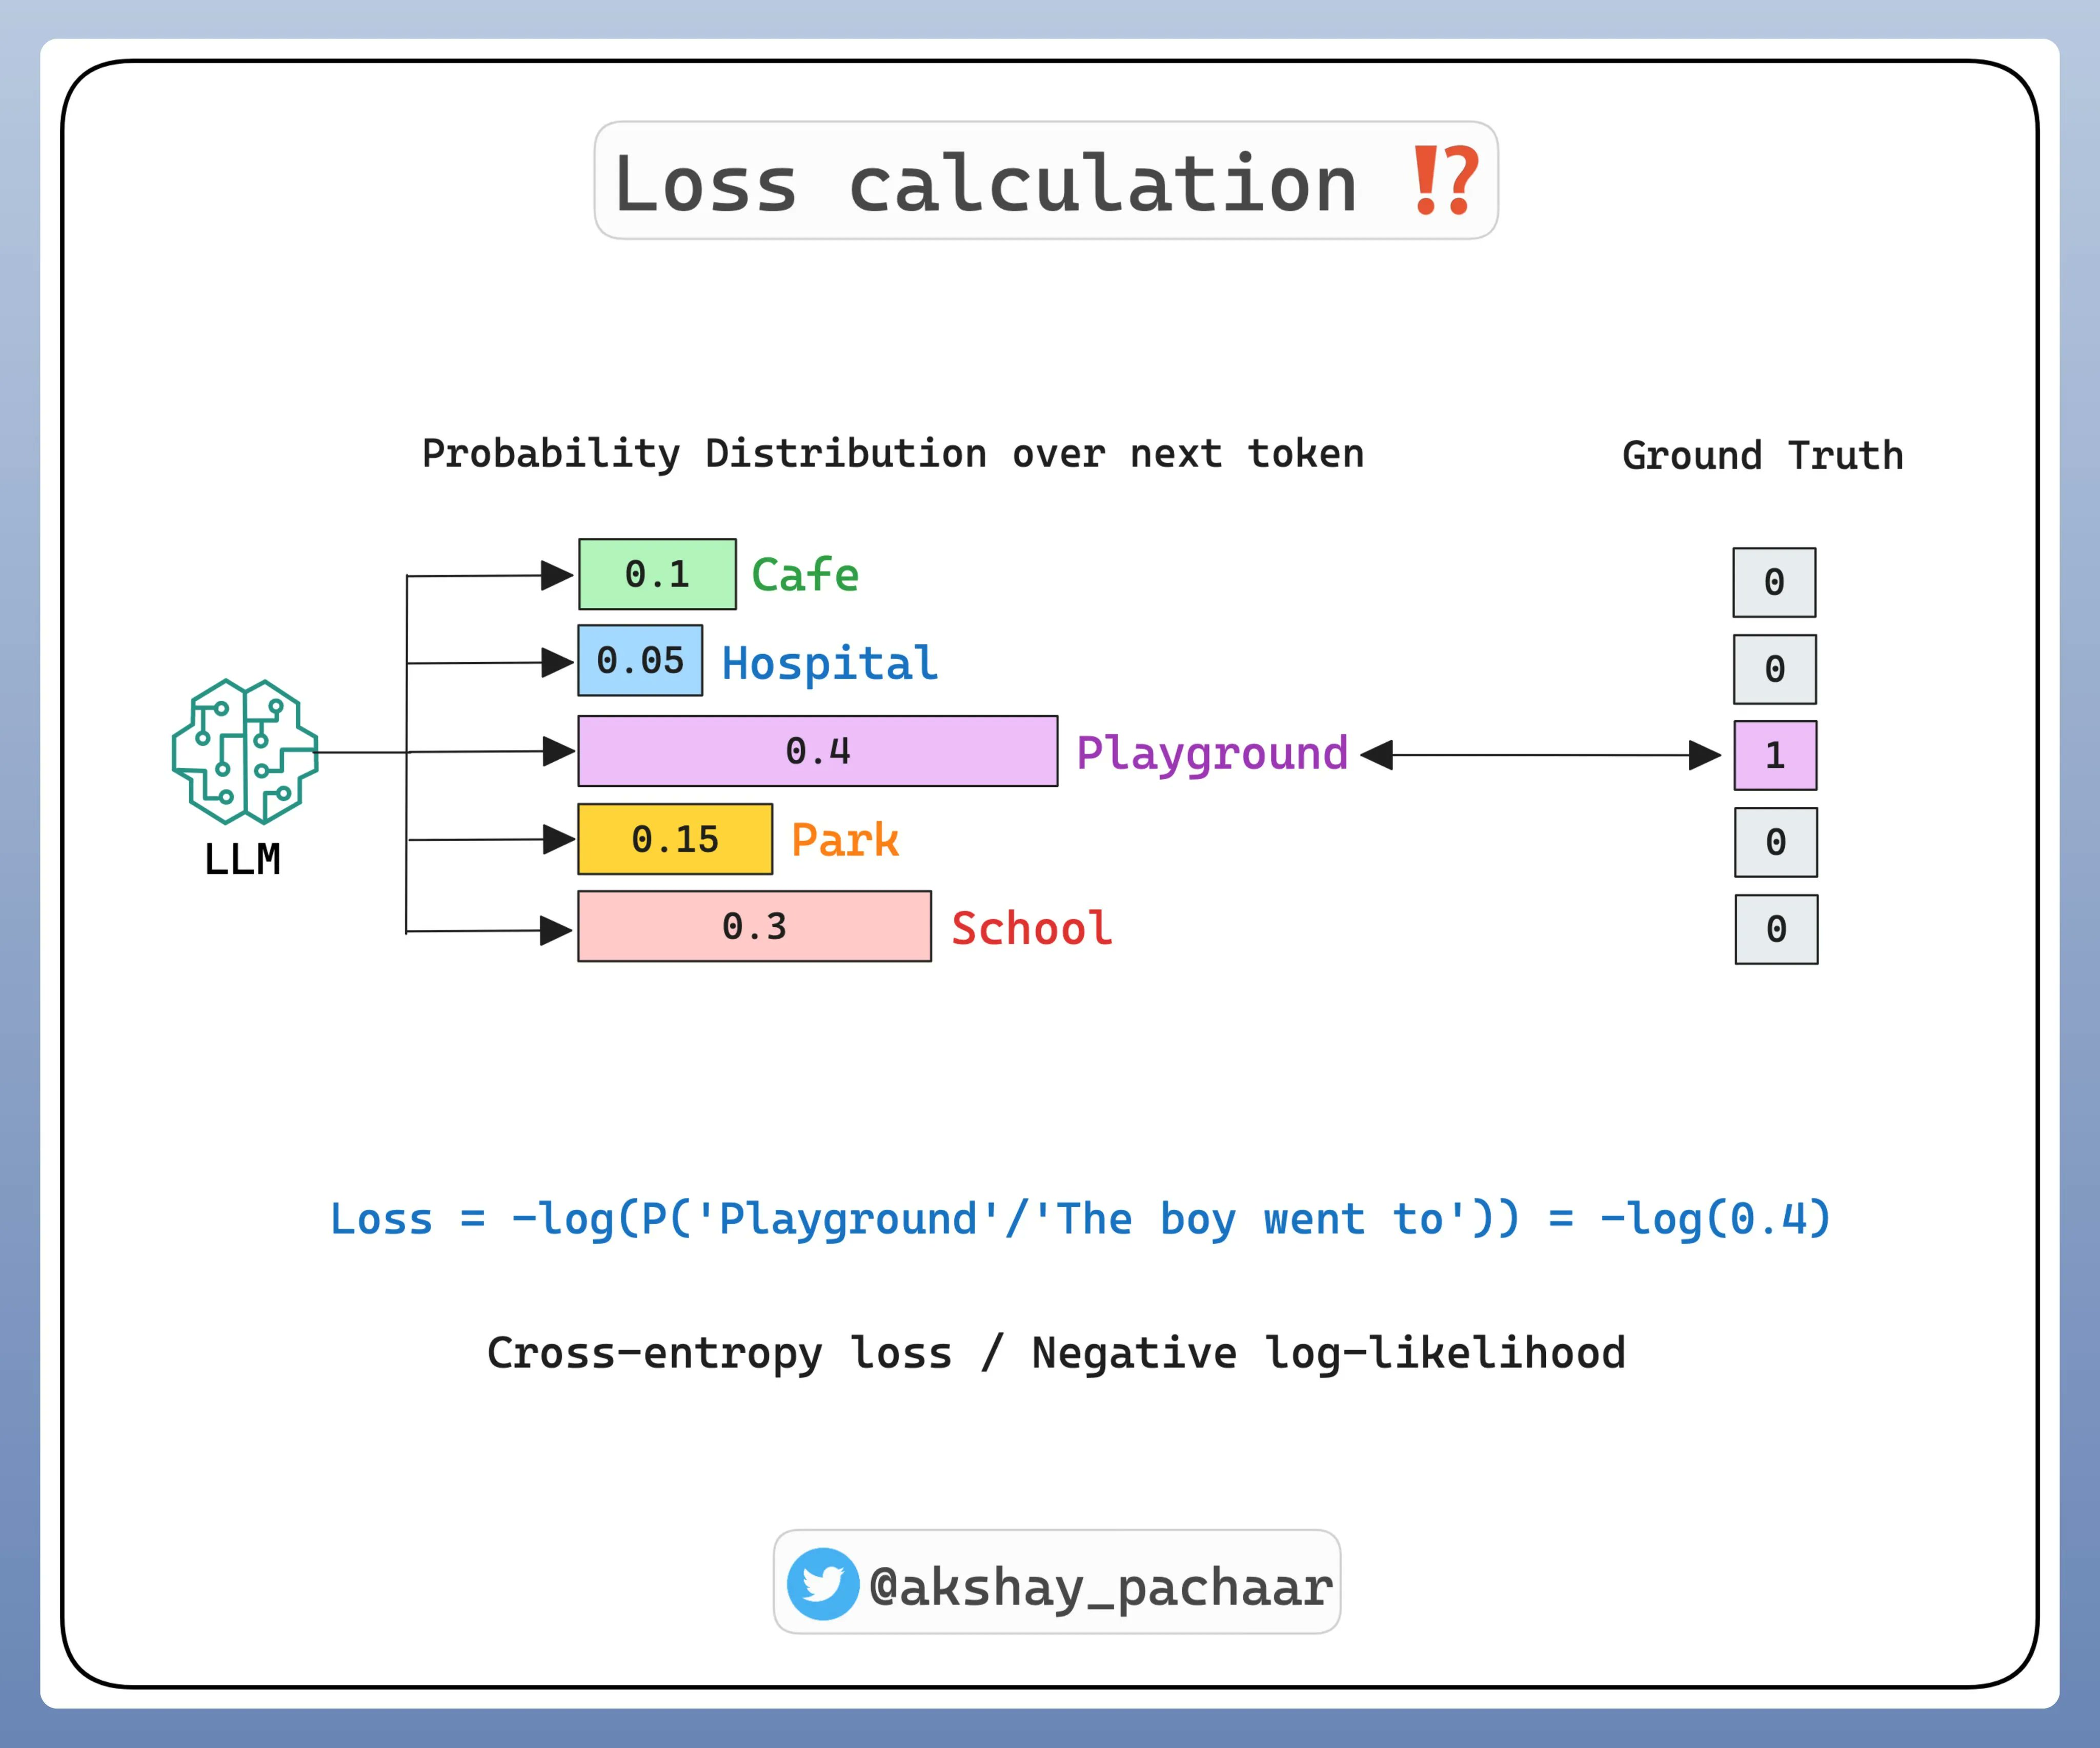 Loss calculation ⁉
Probability Distribution over next token
Ground Truth
0.1 Cafe 0
0.05 Hospital 0
0.4 Playground 1
0.15 Park 0
0.3 School 0
LLM
Loss = -log(P('Playground'/'The boy went to')) = -log(0.4)
Cross-entropy loss / Negative log-likelihood
@akshay_pachaar